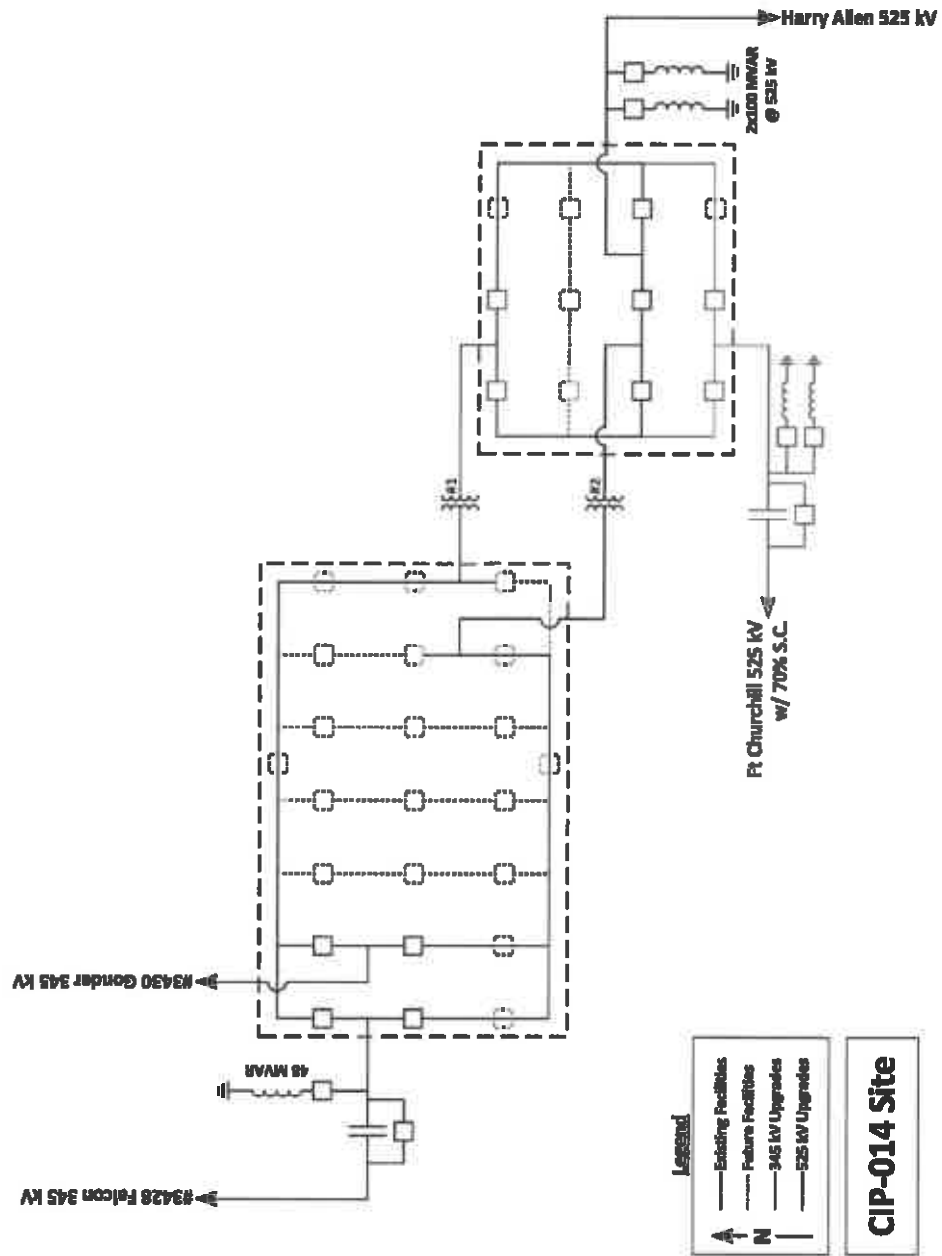 Harry Allen 525 kV
2x100 MVAR
@ 525 kV
#1
#2
Ft Churchill 525 kV
w/ 70% S.C.
#3430 Gonder 345 kV
48 MVAR
#3428 Falcon 345 kV
Legend
Existing Facilities
Future Facilities
345 kV Upgrades
525 kV Upgrades
N
CIP-014 Site